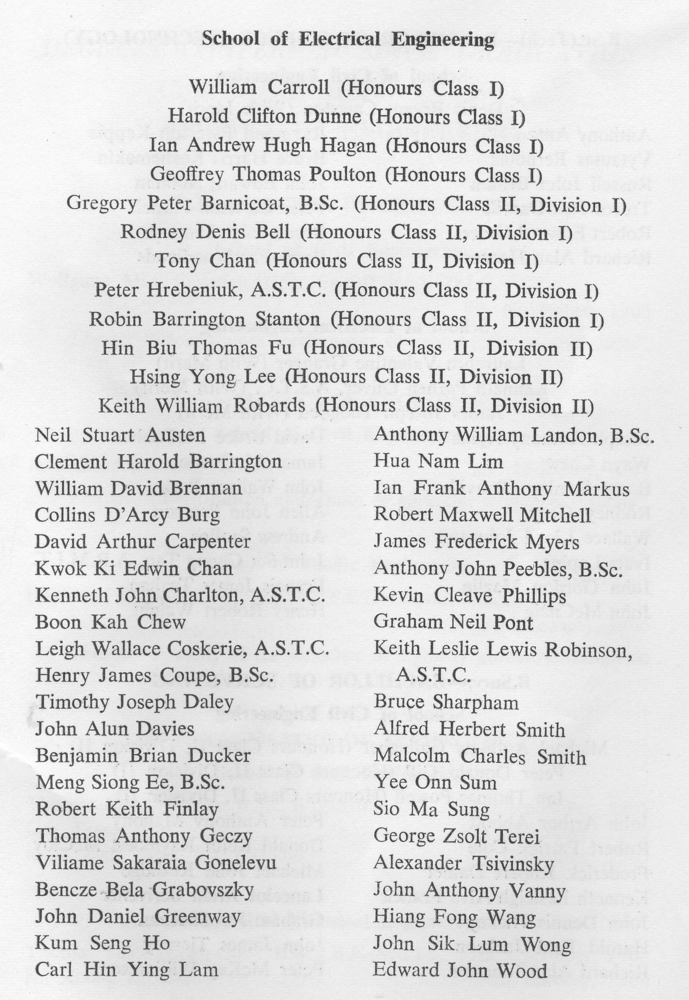 School of Electrical Engineering
William Carroll (Honours Class I)
Harold Clifton Dunne (Honours Class I)
Ian Andrew Hugh Hagan (Honours Class I)
Geoffrey Thomas Poulton (Honours Class I)
Gregory Peter Barnicoat, B.Sc. (Honours Class II, Division I)
Rodney Denis Bell (Honours Class II, Division I)
Tony Chan (Honours Class II, Division I)
Peter Hrebeniuk, A.S.T.C. (Honours Class II, Division I)
Robin Barrington Stanton (Honours Class II, Division I)
Hin Biu Thomas Fu (Honours Class II, Division II)
Hsing Yong Lee (Honours Class II, Division II)
Keith William Robards (Honours Class II, Division II)
Neil Stuart Austen
Clement Harold Barrington
William David Brennan
Collins D'Arcy Burg
David Arthur Carpenter
Kwok Ki Edwin Chan
Kenneth John Charlton, A.S.T.C.
Boon Kah Chew
Leigh Wallace Coskerie, A.S.T.C.
Henry James Coupe, B.Sc.
Timothy Joseph Daley
John Alun Davies
Benjamin Brian Ducker
Meng Siong Ee, B.Sc.
Robert Keith Finlay
Thomas Anthony Geczy
Viliame Sakaraia Gonelevu
Bencze Bela Grabovszky
John Daniel Greenway
Kum Seng Ho
Carl Hin Ying Lam
Anthony William Landon, B.Sc.
Hua Nam Lim
Ian Frank Anthony Markus
Robert Maxwell Mitchell
James Frederick Myers
Anthony John Peebles, B.Sc.
Kevin Cleave Phillips
Graham Neil Pont
Keith Leslie Lewis Robinson,
A.S.T.C.
Bruce Sharpham
Alfred Herbert Smith
Malcolm Charles Smith
Yee Onn Sum
Sio Ma Sung
George Zsolt Terei
Alexander Tsivinsky
John Anthony Vanny
Hiang Fong Wang
John Sik Lum Wong
Edward John Wood